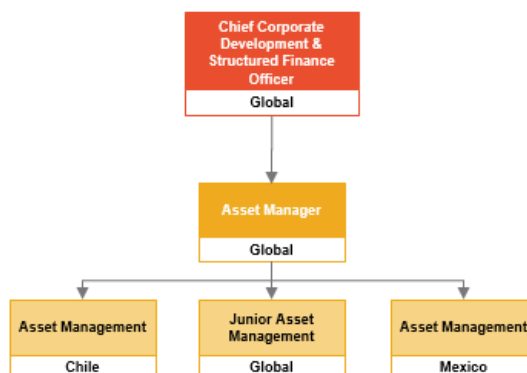 Chief Corporate
Development &
Structured Finance
Officer
Global
Asset Manager
Global
Asset Management
Chile
Junior Asset
Management
Global
Asset Management
Mexico